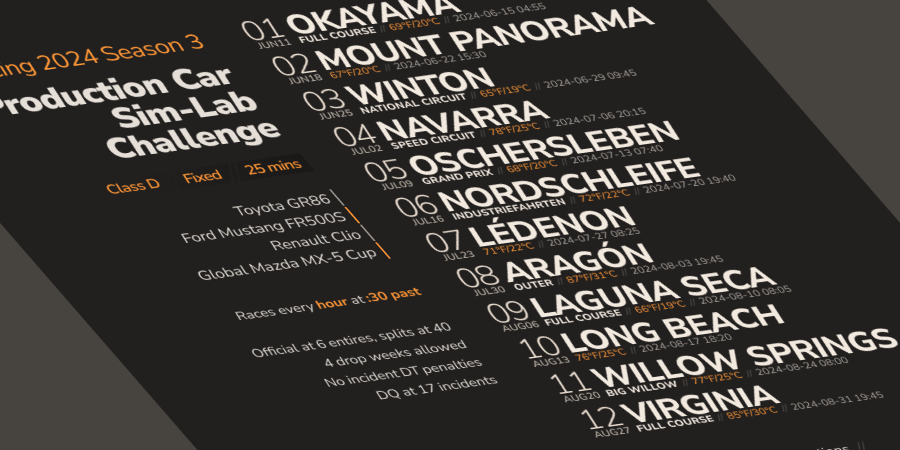 ing 2024 Season 3
Production Car
Sim-Lab
Challenge
Class D Fixed 25 mins
Toyota GR86
Ford Mustang FR500S
Renault Clio
Global Mazda MX-5 Cup
Races every hour at :30 past
Official at 6 entires, splits at 40
4 drop weeks allowed
No incident DT penalties
DQ at 17 incidents
01 OKAYAMA
JUN11 FULL COURSE // 69°F/20°C // 2024-06-15 04:55
02 MOUNT PANORAMA
JUN18 67°F/20°C // 2024-06-22 15:30
03 WINTON
JUN25 NATIONAL CIRCUIT // 65°F/19°C // 2024-06-29 09:45
04 NAVARRA
JUL02 SPEED CIRCUIT // 78°F/25°C // 2024-07-06 20:15
05 OSCHERSLEBEN
JUL09 GRAND PRIX // 68°F/20°C // 2024-07-13 07:40
06 NORDSCHLEIFE
JUL16 INDUSTRIEFAHRTEN // 72°F/22°C // 2024-07-20 19:40
07 LÉDENON
JUL23 71°F/22°C // 2024-07-27 08:25
08 ARAGÓN
JUL30 OUTER // 87°F/31°C // 2024-08-03 19:45
09 LAGUNA SECA
AUG06 FULL COURSE // 66°F/19°C // 2024-08-10 08:05
10 LONG BEACH
AUG13 76°F/25°C // 2024-08-17 18:20
11 WILLOW SPRINGS
AUG20 BIG WILLOW // 77°F/25°C // 2024-08-24 08:00
12 VIRGINIA
AUG27 FULL COURSE // 85°F/30°C // 2024-08-31 19:45